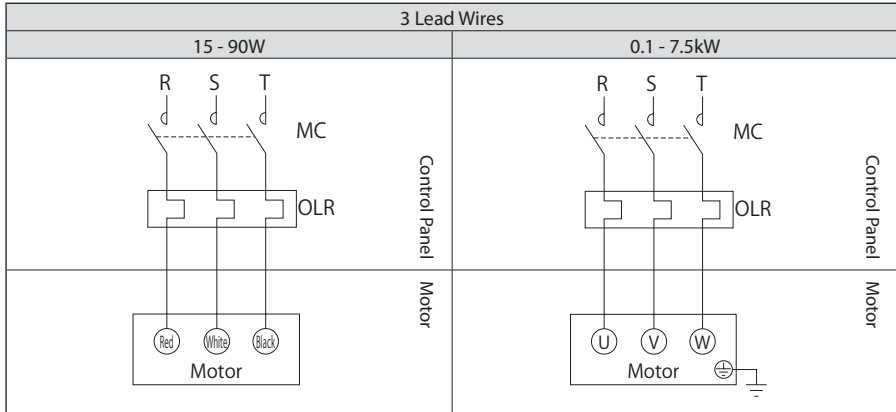 3 Lead Wires
15 - 90W
0.1 - 7.5kW
R S T
MC
OLR
Control Panel
Motor
Red White Black
Motor
R S T
MC
OLR
Control Panel
Motor
U V W
Motor